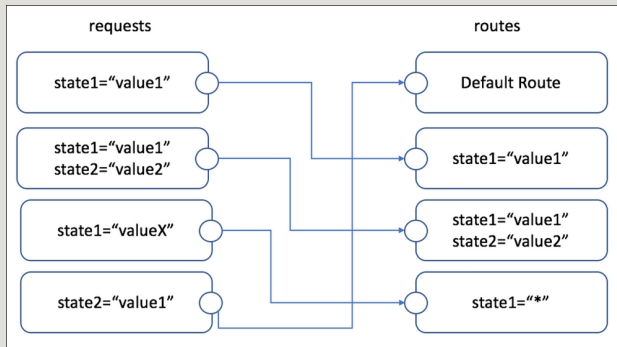 requests
routes
state1=“value1”
Default Route
state1=“value1”
state2=“value2”
state1=“value1”
state1=“valueX”
state1=“value1”
state2=“value2”
state2=“value1”
state1=“*”